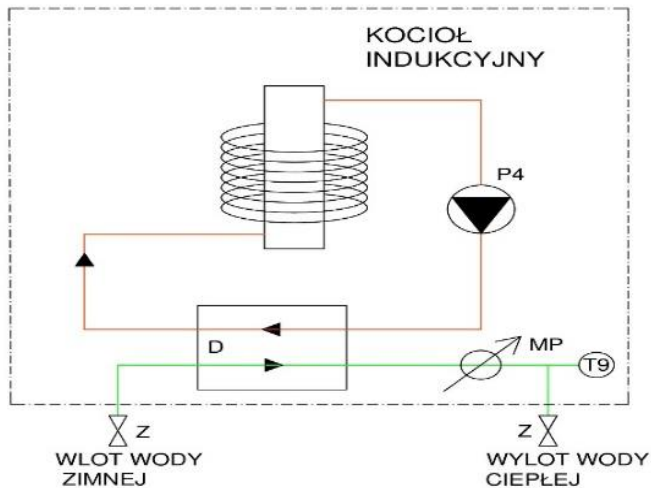 KOCIOŁ
INDUKCYJNY
P4
D
MP
T9
Z
Z
WLOT WODY
ZIMNEJ
WYLOT WODY
CIEPŁEJ